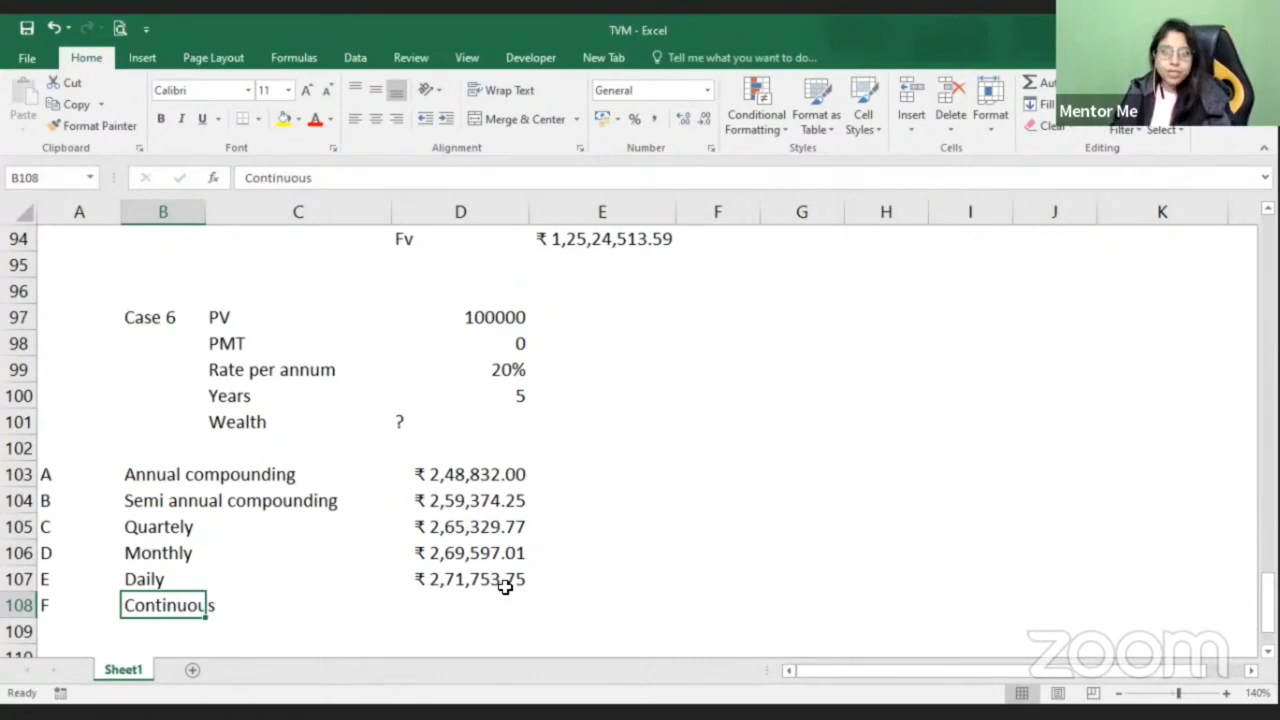 TVM - Excel
File Home Insert Page Layout Formulas Data Review View Developer New Tab Tell me what you want to do...
Paste Cut Copy Format Painter
Calibri 11
B I U A
Wrap Text
Merge & Center
General
%
Conditional Formatting Format as Table Cell Styles
Insert Delete Format
Fill
Clear
Filter Select
Clipboard Font Alignment Number Styles Cells Editing
Mentor Me
B108 fx Continuous
A B C D E F G H I J K
94 Fv ₹ 1,25,24,513.59
95
96
97 Case 6 PV 100000
98 PMT 0
99 Rate per annum 20%
100 Years 5
101 Wealth ?
102
103 A Annual compounding ₹ 2,48,832.00
104 B Semi annual compounding ₹ 2,59,374.25
105 C Quartely ₹ 2,65,329.77
106 D Monthly ₹ 2,69,597.01
107 E Daily ₹ 2,71,753.75
108 F Continuous
109
zoom
Sheet1
Ready 140%